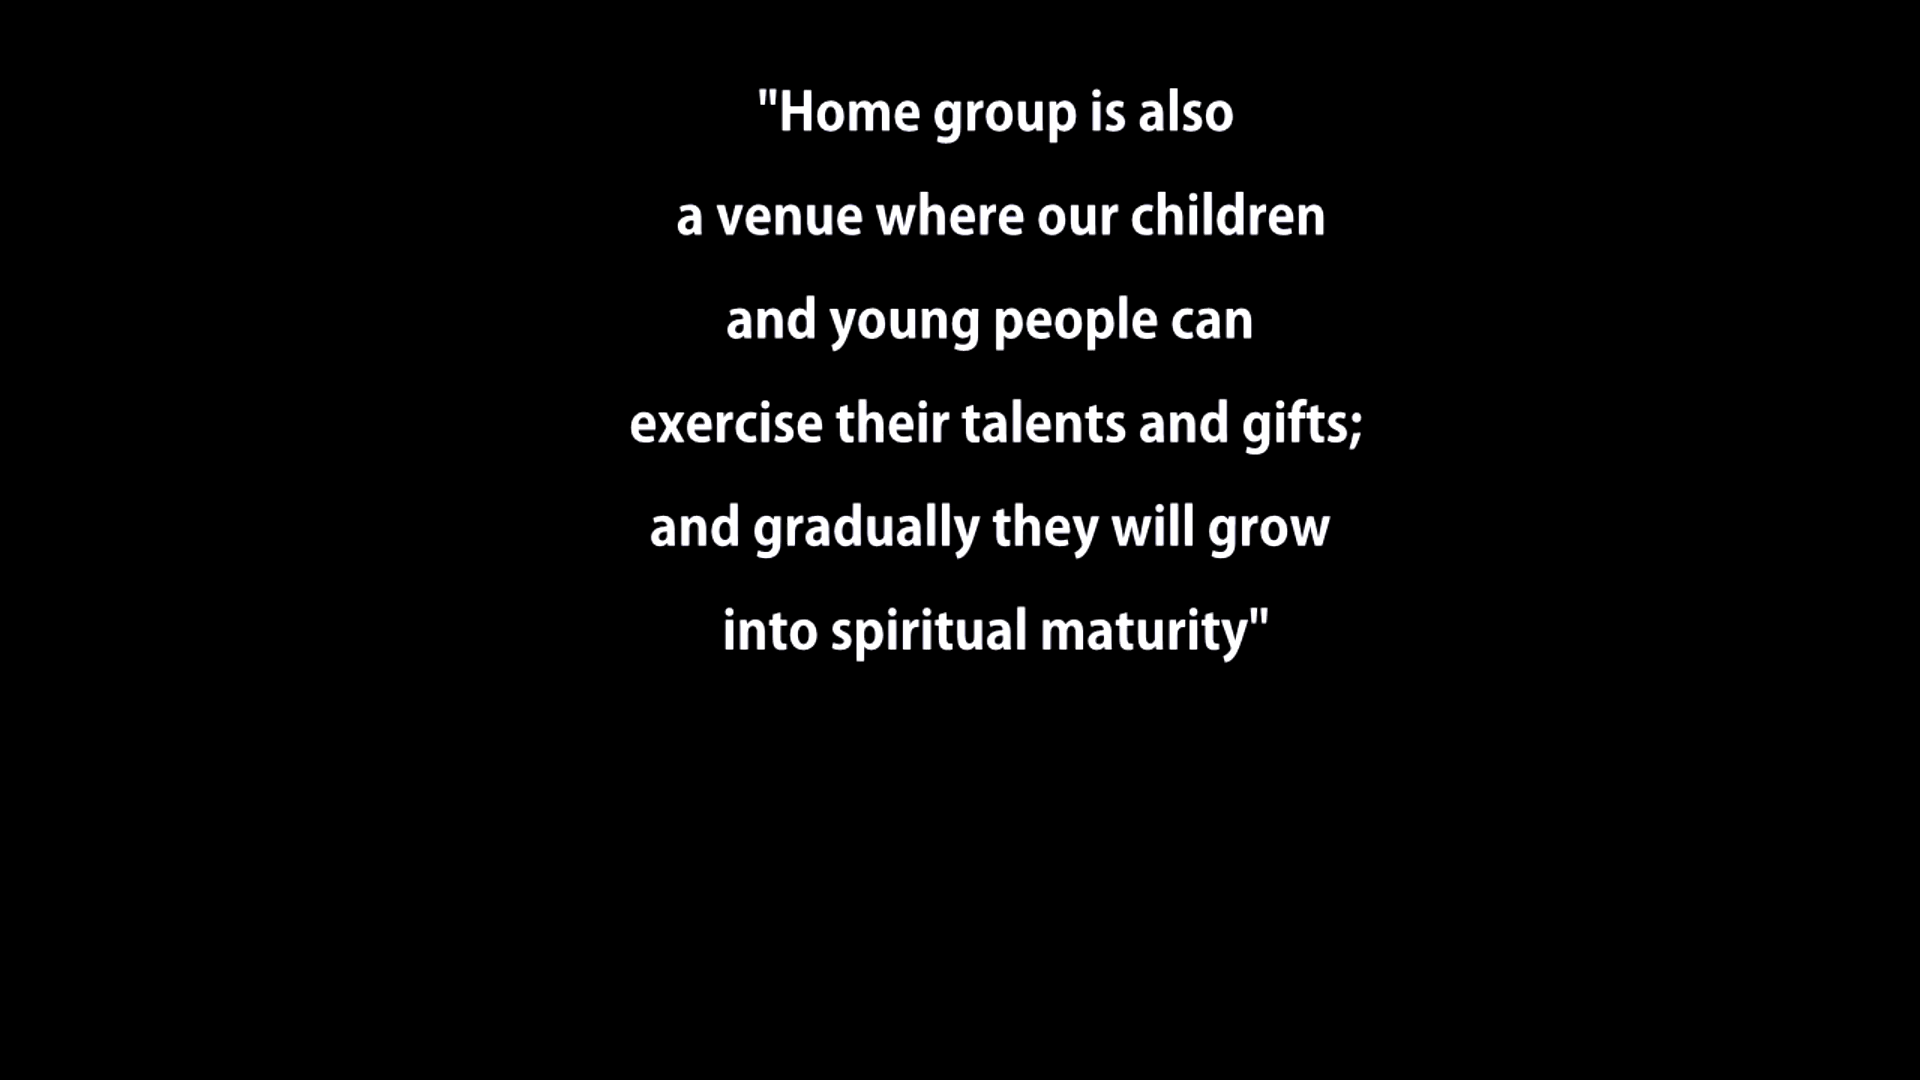 "Home group is also
a venue where our children
and young people can
exercise their talents and gifts;
and gradually they will grow
into spiritual maturity"